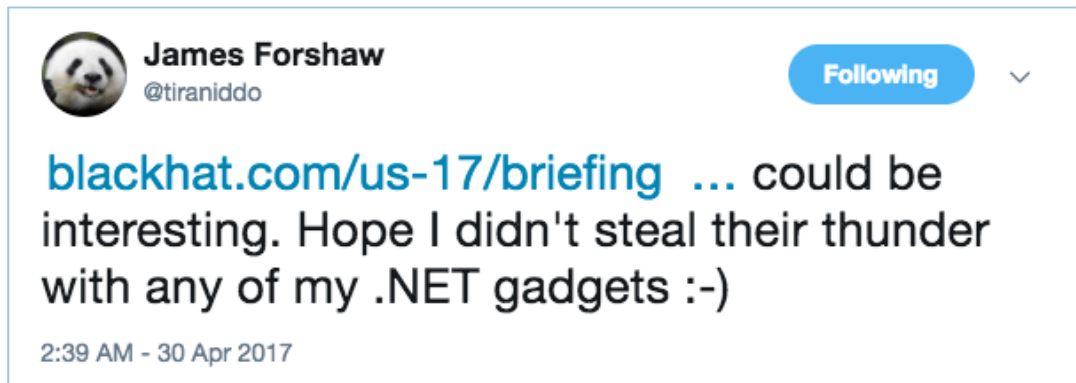 James Forshaw
@tiraniddo
Following
blackhat.com/us-17/briefing ... could be
interesting. Hope I didn't steal their thunder
with any of my .NET gadgets :-)
2:39 AM - 30 Apr 2017